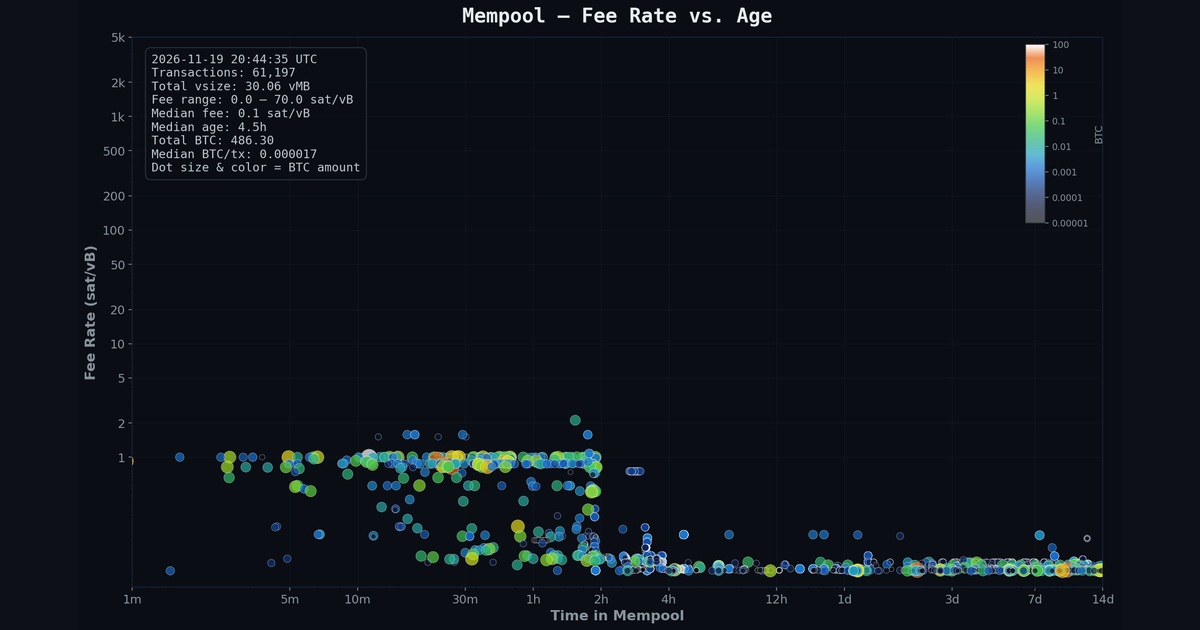 Mempool — Fee Rate vs. Age
5k
2k
1k
500
200
100
50
20
10
5
2
1
Fee Rate (sat/vB)
2026-11-19 20:44:35 UTC
Transactions: 61,197
Total vsize: 30.06 vMB
Fee range: 0.0 — 70.0 sat/vB
Median fee: 0.1 sat/vB
Median age: 4.5h
Total BTC: 486.30
Median BTC/tx: 0.000017
Dot size & color = BTC amount
100
10
1
0.1
0.01
0.001
0.0001
0.00001
BTC
1m 5m 10m 30m 1h 2h 4h 12h 1d 3d 7d 14d
Time in Mempool